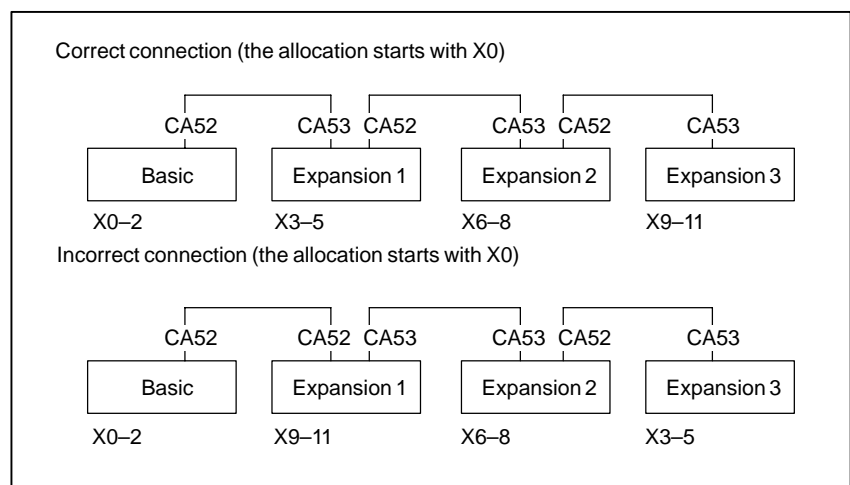 Correct connection (the allocation starts with X0)
CA52 CA53 CA52 CA53 CA52 CA53
Basic Expansion 1 Expansion 2 Expansion 3
X0–2 X3–5 X6–8 X9–11
Incorrect connection (the allocation starts with X0)
CA52 CA52 CA53 CA53 CA52 CA53
Basic Expansion 1 Expansion 2 Expansion 3
X0–2 X9–11 X6–8 X3–5